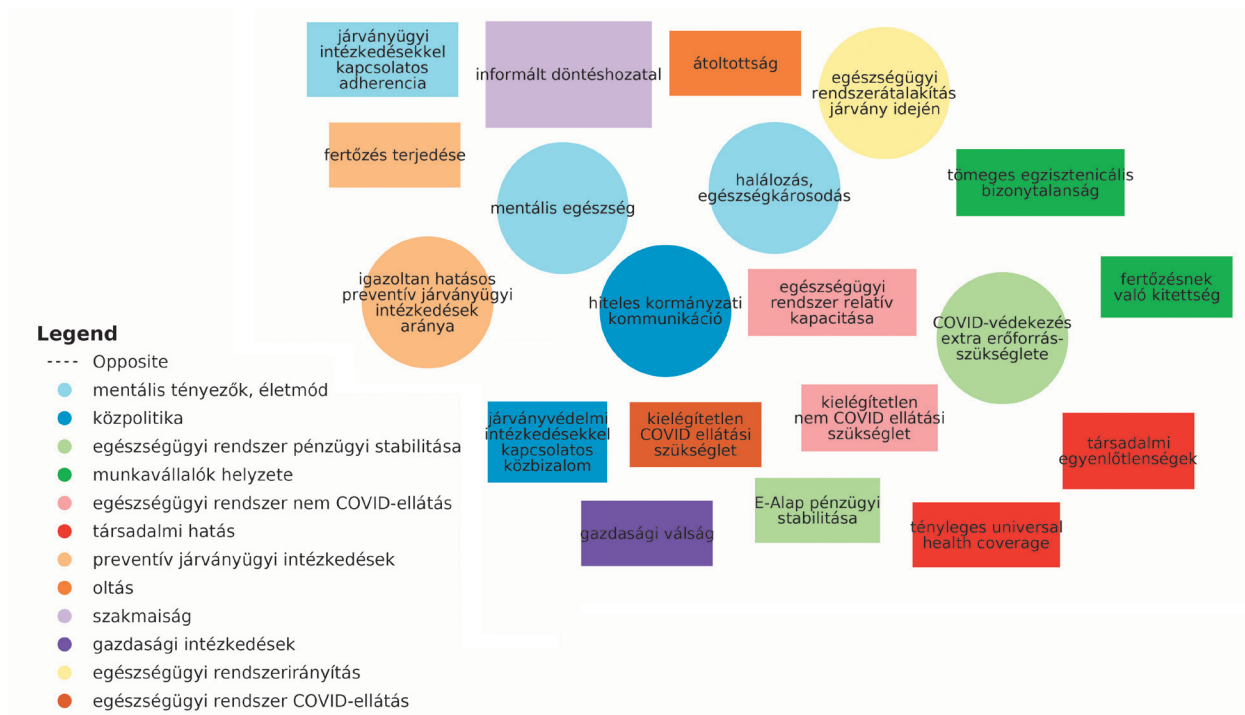 járványügyi
intézkedésekkel
kapcsolatos
adherencia
informált döntéshozatal
átoltottság
egészségügyi
rendszerátalakítás
járvány idején
fertőzés terjedése
mentális egészség
halálozás,
egészségkárosodás
tömeges egzisztenicális
bizonytalanság
igazoltan hatásos
preventív járványügyi
intézkedések
aránya
hiteles kormányzati
kommunikáció
egészségügyi
rendszer relatív
kapacitása
COVID-védekezés
extra erőforrás-
szükséglete
fertőzésnek
való kitettség
járványvédelmi
intézkedésekkel
kapcsolatos
közbizalom
kielégítetlen
COVID ellátási
szükséglet
kielégítetlen
nem COVID ellátási
szükséglet
társadalmi
egyenlőtlenségek
gazdasági válság
E-Alap pénzügyi
stabilitása
tényleges universal
health coverage
Legend
---- Opposite
mentális tényezők, életmód
közpolitika
egészségügyi rendszer pénzügyi stabilitása
munkavállalók helyzete
egészségügyi rendszer nem COVID-ellátás
társadalmi hatás
preventív járványügyi intézkedések
oltás
szakmaiság
gazdasági intézkedések
egészségügyi rendszerirányítás
egészségügyi rendszer COVID-ellátás